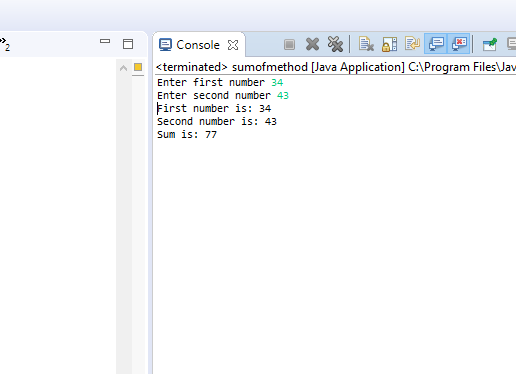 »2
Console
<terminated> sumofmethod [Java Application] C:\Program Files\Jav
Enter first number 34
Enter second number 43
First number is: 34
Second number is: 43
Sum is: 77